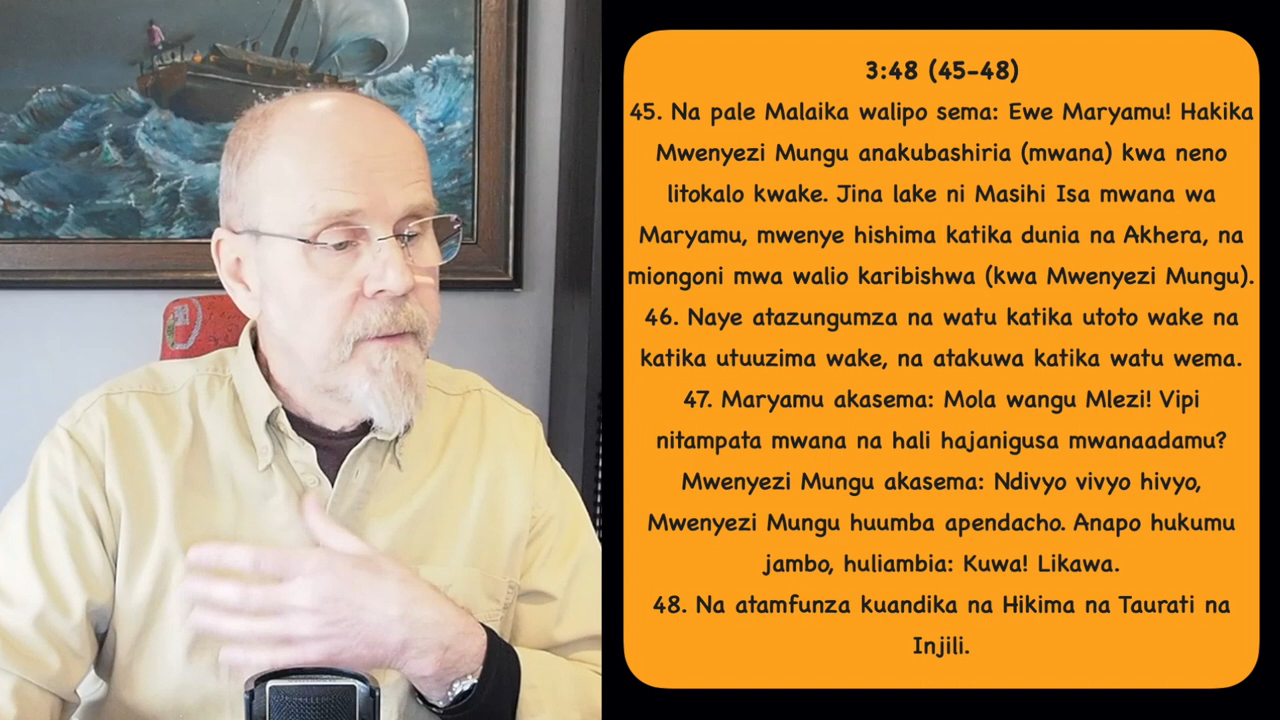 3:48 (45-48)
45. Na pale Malaika walipo sema: Ewe Maryamu! Hakika
Mwenyezi Mungu anakubashiria (mwana) kwa neno
litokalo kwake. Jina lake ni Masihi Isa mwana wa
Maryamu, mwenye hishima katika dunia na Akhera, na
miongoni mwa walio karibishwa (kwa Mwenyezi Mungu).
46. Naye atazungumza na watu katika utoto wake na
katika utuuzima wake, na atakuwa katika watu wema.
47. Maryamu akasema: Mola wangu Mlezi! Vipi
nitampata mwana na hali hajanigusa mwanaadamu?
Mwenyezi Mungu akasema: Ndivyo vivyo hivyo,
Mwenyezi Mungu huumba apendacho. Anapo hukumu
jambo, huliambia: Kuwa! Likawa.
48. Na atamfunza kuandika na Hikima na Taurati na
Injili.